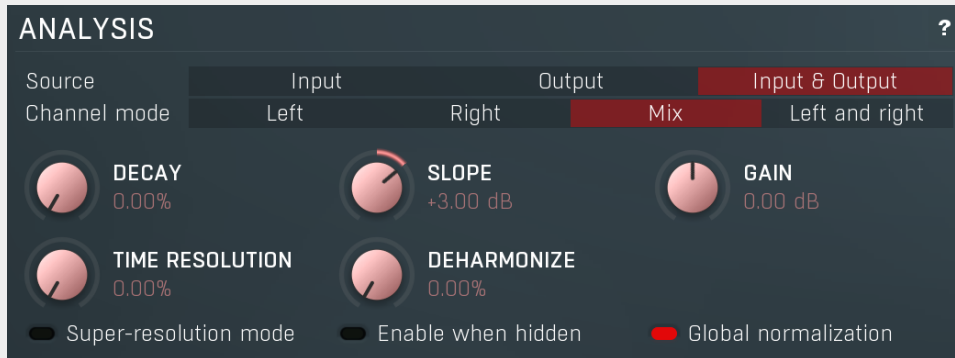 ANALYSIS ?
Source Input Output Input & Output
Channel mode Left Right Mix Left and right
DECAY SLOPE GAIN
0.00% +3.00 dB 0.00 dB
TIME RESOLUTION DEHARMONIZE
0.00% 0.00%
Super-resolution mode Enable when hidden Global normalization